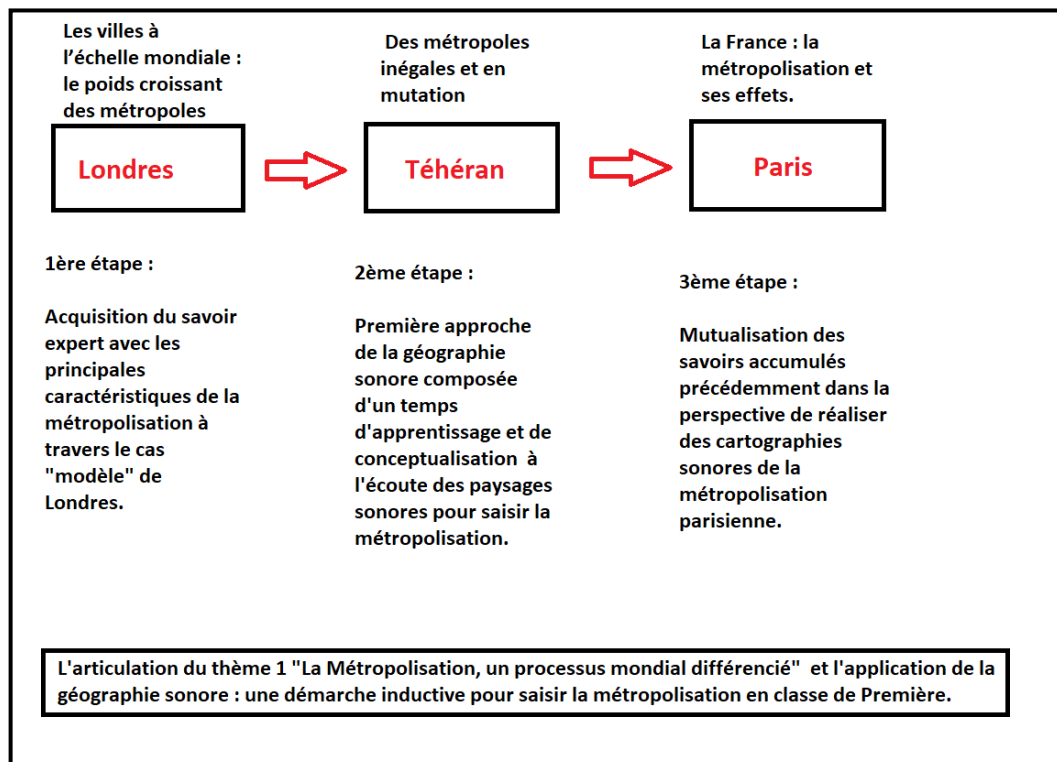 Les villes à
l'échelle mondiale :
le poids croissant
des métropoles
Londres
Des métropoles
inégales et en
mutation
Téhéran
La France : la
métropolisation et
ses effets.
Paris
1ère étape :
Acquisition du savoir
expert avec les
principales
caractéristiques de la
métropolisation à
travers le cas
"modèle" de
Londres.
2ème étape :
Première approche
de la géographie
sonore composée
d'un temps
d'apprentissage et de
conceptualisation à
l'écoute des paysages
sonores pour saisir la
métropolisation.
3ème étape :
Mutualisation des
savoirs accumulés
précédemment dans la
perspective de réaliser
des cartographies
sonores de la
métropolisation
parisienne.
L'articulation du thème 1 "La Métropolisation, un processus mondial différencié" et l'application de la
géographie sonore : une démarche inductive pour saisir la métropolisation en classe de Première.